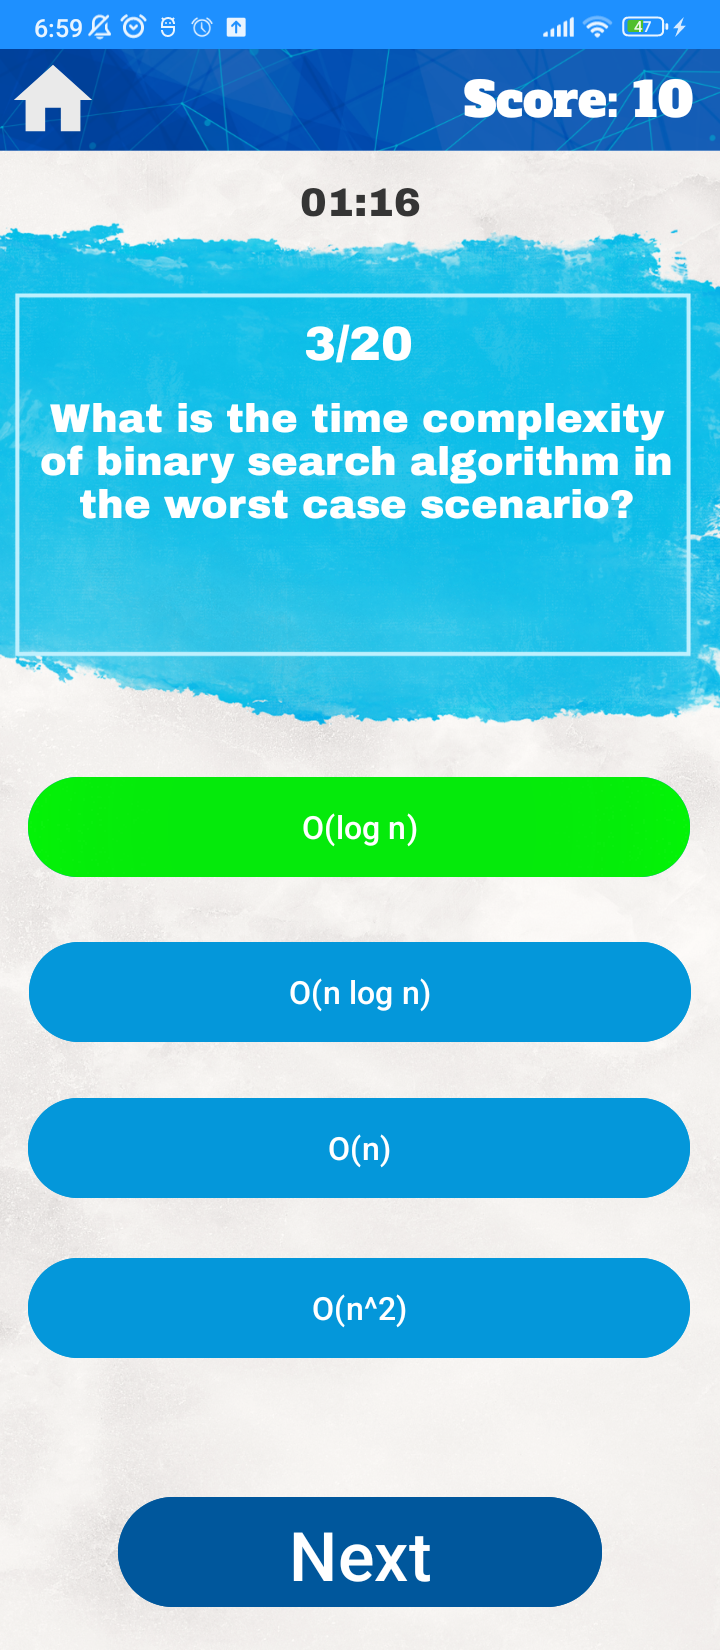 6:59
47
Score: 10
01:16
3/20
What is the time complexity
of binary search algorithm in
the worst case scenario?
O(log n)
O(n log n)
O(n)
O(n^2)
Next